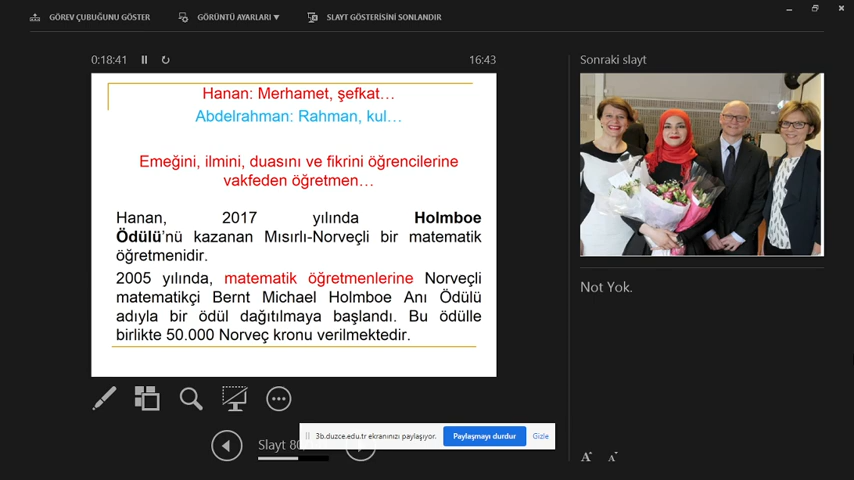 GÖREV ÇUBUĞUNU GÖSTER
GÖRÜNTÜ AYARLARI
SLAYT GÖSTERİSİNİ SONLANDIR
0:18:41
16:43
Hanan: Merhamet, şefkat…
Abdelrahman: Rahman, kul…
Emeğini, ilmini, duasını ve fikrini öğrencilerine
vakfeden öğretmen…
Hanan, 2017 yılında Holmboe
Ödülü'nü kazanan Mısırlı-Norveçli bir matematik
öğretmenidir.
2005 yılında, matematik öğretmenlerine Norveçli
matematikçi Bernt Michael Holmboe Anı Ödülü
adıyla bir ödül dağıtılmaya başlandı. Bu ödülle
birlikte 50.000 Norveç kronu verilmektedir.
Sonraki slayt
Not Yok.
3b.duzce.edu.tr ekranınızı paylaşıyor.
Paylaşmayı durdur
Gizle
Slayt
A A